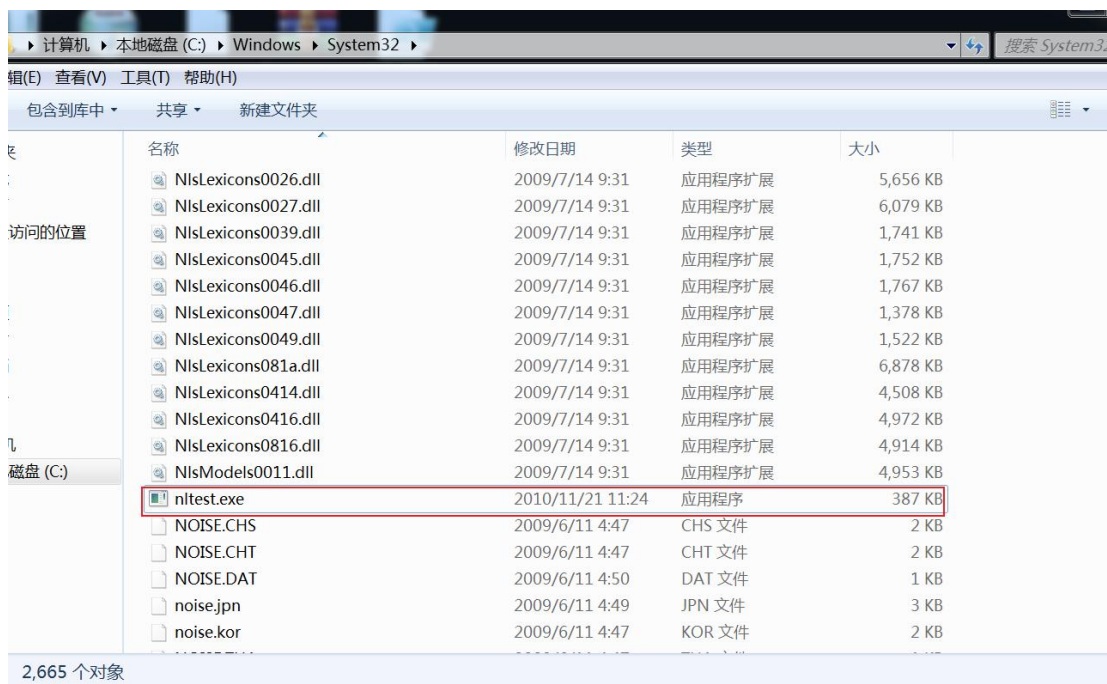 计算机 本地磁盘 (C:) Windows System32 搜索 System32
辑(E) 查看(V) 工具(T) 帮助(H)
包含到库中 共享 新建文件夹
名称 修改日期 类型 大小
NlsLexicons0026.dll 2009/7/14 9:31 应用程序扩展 5,656 KB
NlsLexicons0027.dll 2009/7/14 9:31 应用程序扩展 6,079 KB
访问的位置 NlsLexicons0039.dll 2009/7/14 9:31 应用程序扩展 1,741 KB
NlsLexicons0045.dll 2009/7/14 9:31 应用程序扩展 1,752 KB
NlsLexicons0046.dll 2009/7/14 9:31 应用程序扩展 1,767 KB
NlsLexicons0047.dll 2009/7/14 9:31 应用程序扩展 1,378 KB
NlsLexicons0049.dll 2009/7/14 9:31 应用程序扩展 1,522 KB
NlsLexicons081a.dll 2009/7/14 9:31 应用程序扩展 6,878 KB
NlsLexicons0414.dll 2009/7/14 9:31 应用程序扩展 4,508 KB
NlsLexicons0416.dll 2009/7/14 9:31 应用程序扩展 4,972 KB
机 NlsLexicons0816.dll 2009/7/14 9:31 应用程序扩展 4,914 KB
磁盘 (C:) NlsModels0011.dll 2009/7/14 9:31 应用程序扩展 4,953 KB
nltest.exe 2010/11/21 11:24 应用程序 387 KB
NOISE.CHS 2009/6/11 4:47 CHS 文件 2 KB
NOISE.CHT 2009/6/11 4:47 CHT 文件 2 KB
NOISE.DAT 2009/6/11 4:50 DAT 文件 1 KB
noise.jpn 2009/6/11 4:49 JPN 文件 3 KB
noise.kor 2009/6/11 4:47 KOR 文件 2 KB
2,665 个对象